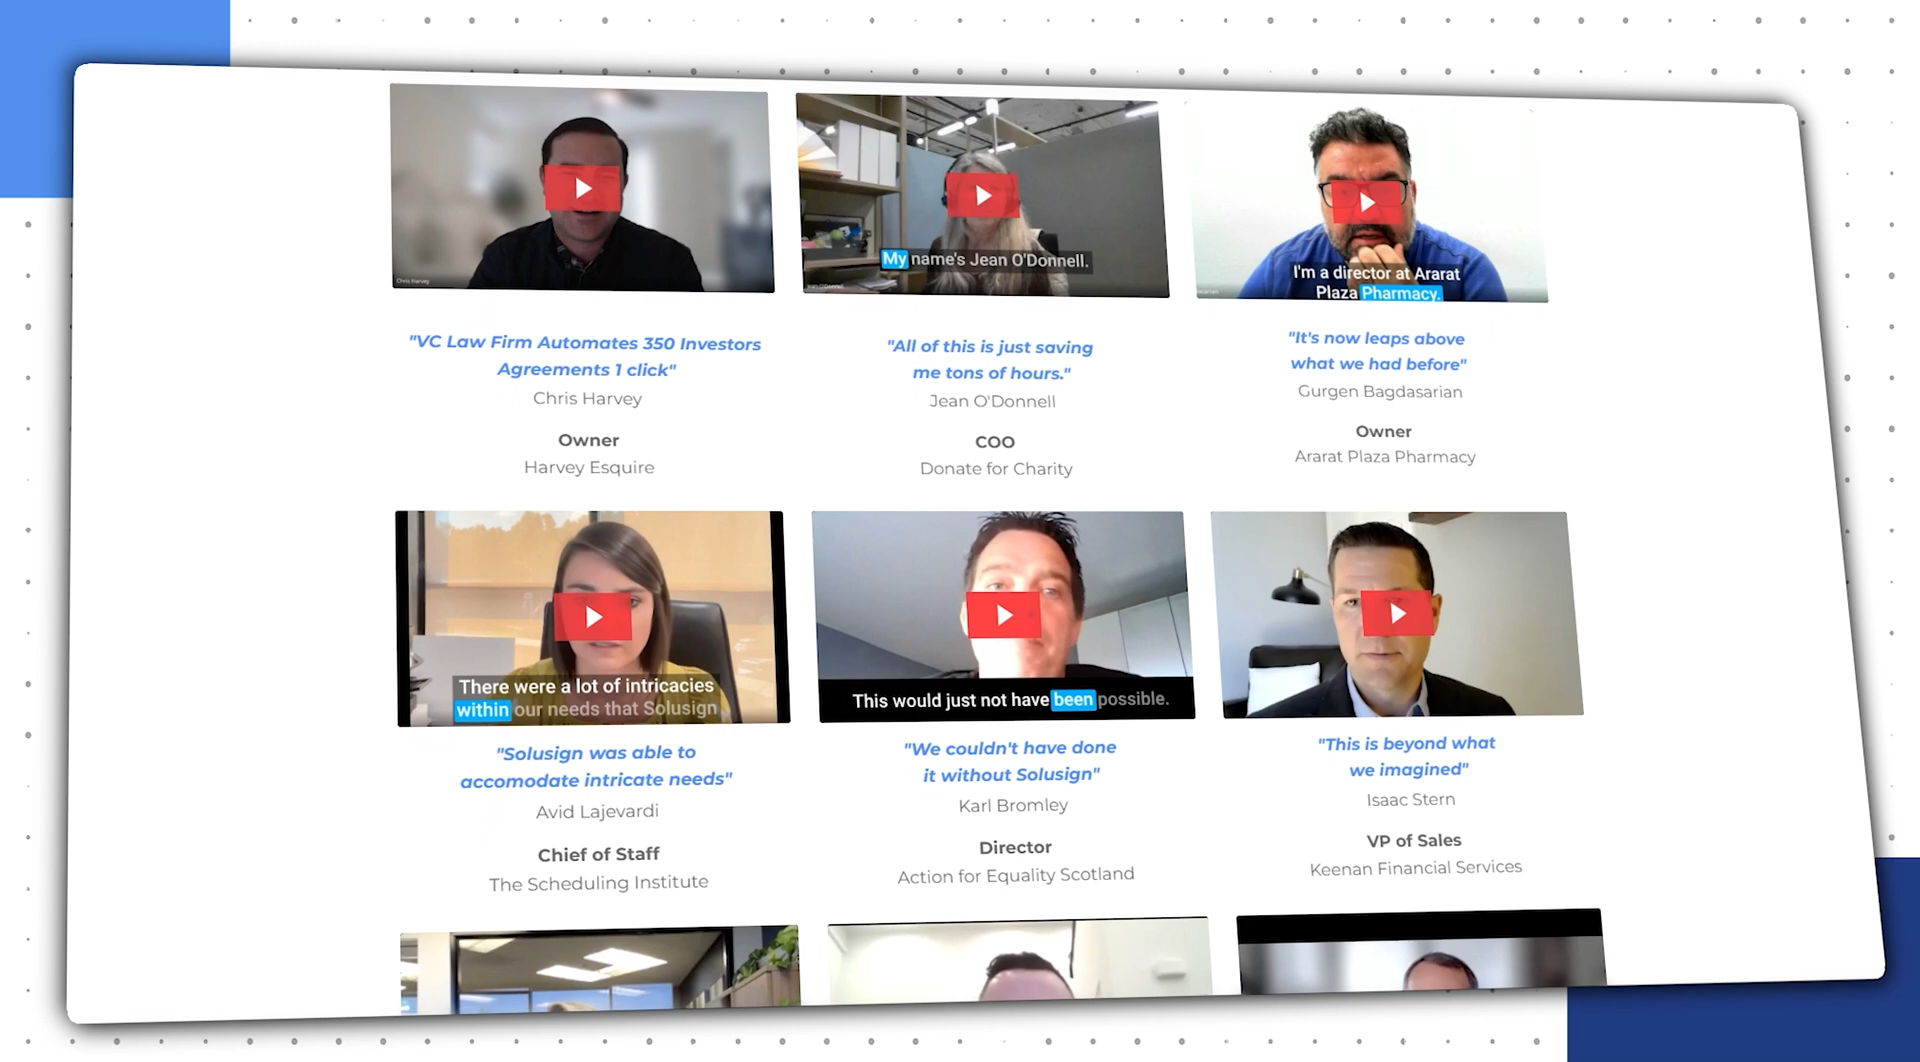 Chris Harvey
My name's Jean O'Donnell.
Jean O'Donnell
I'm a director at Ararat
Plaza Pharmacy.
"VC Law Firm Automates 350 Investors
Agreements 1 click"
Chris Harvey
Owner
Harvey Esquire
"All of this is just saving
me tons of hours."
Jean O'Donnell
COO
Donate for Charity
"It's now leaps above
what we had before"
Gurgen Bagdasarian
Owner
Ararat Plaza Pharmacy
There were a lot of intricacies
within our needs that Solusign
This would just not have been possible.
"Solusign was able to
accomodate intricate needs"
Avid Lajevardi
Chief of Staff
The Scheduling Institute
"We couldn't have done
it without Solusign"
Karl Bromley
Director
Action for Equality Scotland
"This is beyond what
we imagined"
Isaac Stern
VP of Sales
Keenan Financial Services